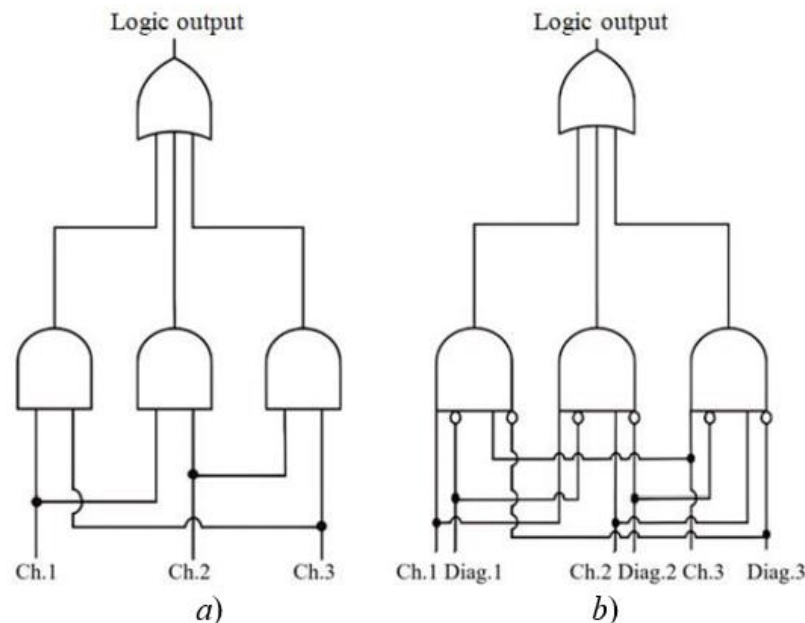 Logic output
Logic output
Ch.1 Ch.2 Ch.3
Ch.1 Diag.1 Ch.2 Diag.2 Ch.3 Diag.3
a)
b)